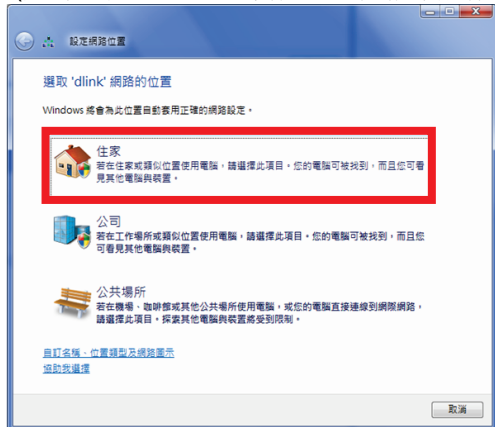 設定網路位置
選取 'dlink' 網路的位置
Windows 將會為此位置自動套用正確的網路設定。
住家
若在住家或類似位置使用電腦，請選擇此項目。您的電腦可被找到，而且您可看
見其他電腦與裝置。
公司
若在工作場所或類似位置使用電腦，請選擇此項目。您的電腦可被找到，而且您
可看見其他電腦與裝置。
公共場所
若在機場、咖啡館或其他公共場所使用電腦，或您的電腦直接連線到網際網路，
請選擇此項目。探索其他電腦與裝置將受到限制。
自訂名稱、位置類型及網路圖示
協助我選擇
取消